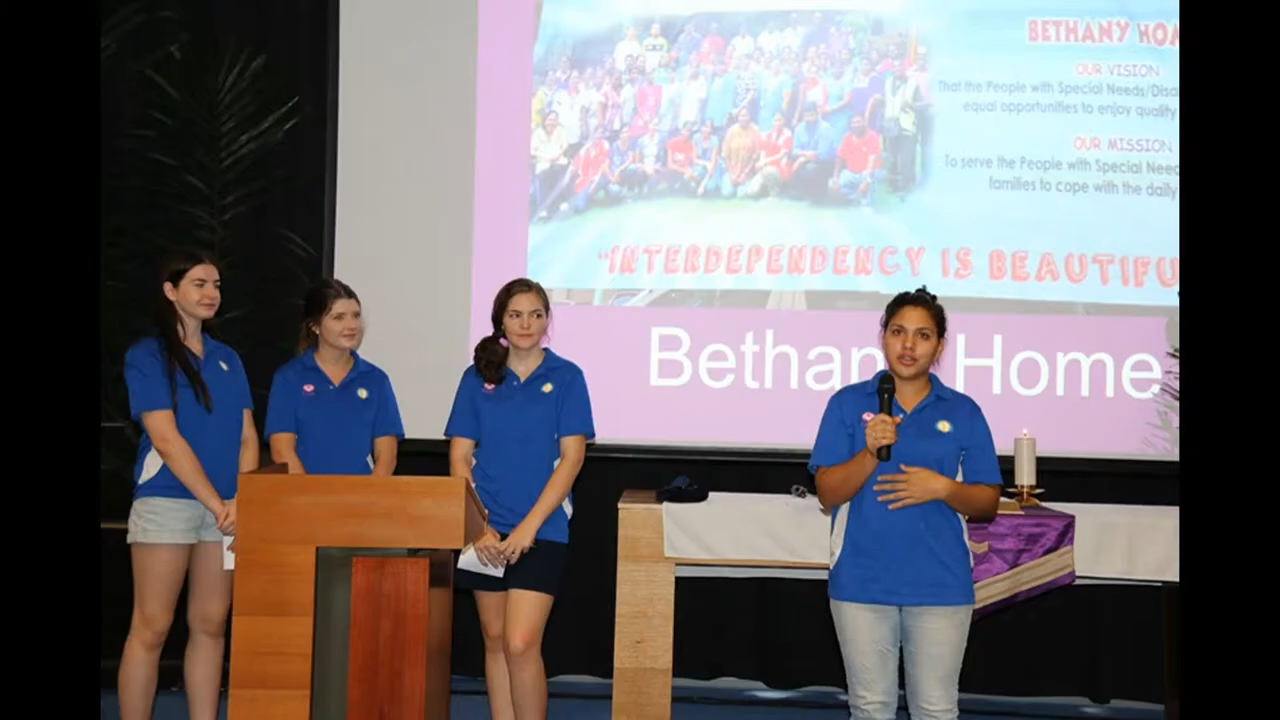 BETHANY HOM
OUR VISION
That the People with Special Needs/Disa
equal opportunities to enjoy quality
OUR MISSION
To serve the People with Special Need
families to cope with the daily
"INTERDEPENDENCY IS BEAUTIFU
Bethany Home